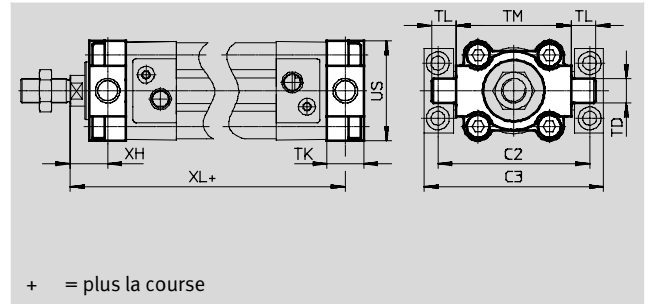 TL TM TL
US
TD
XH TK
C2
XL+
C3
+ = plus la course